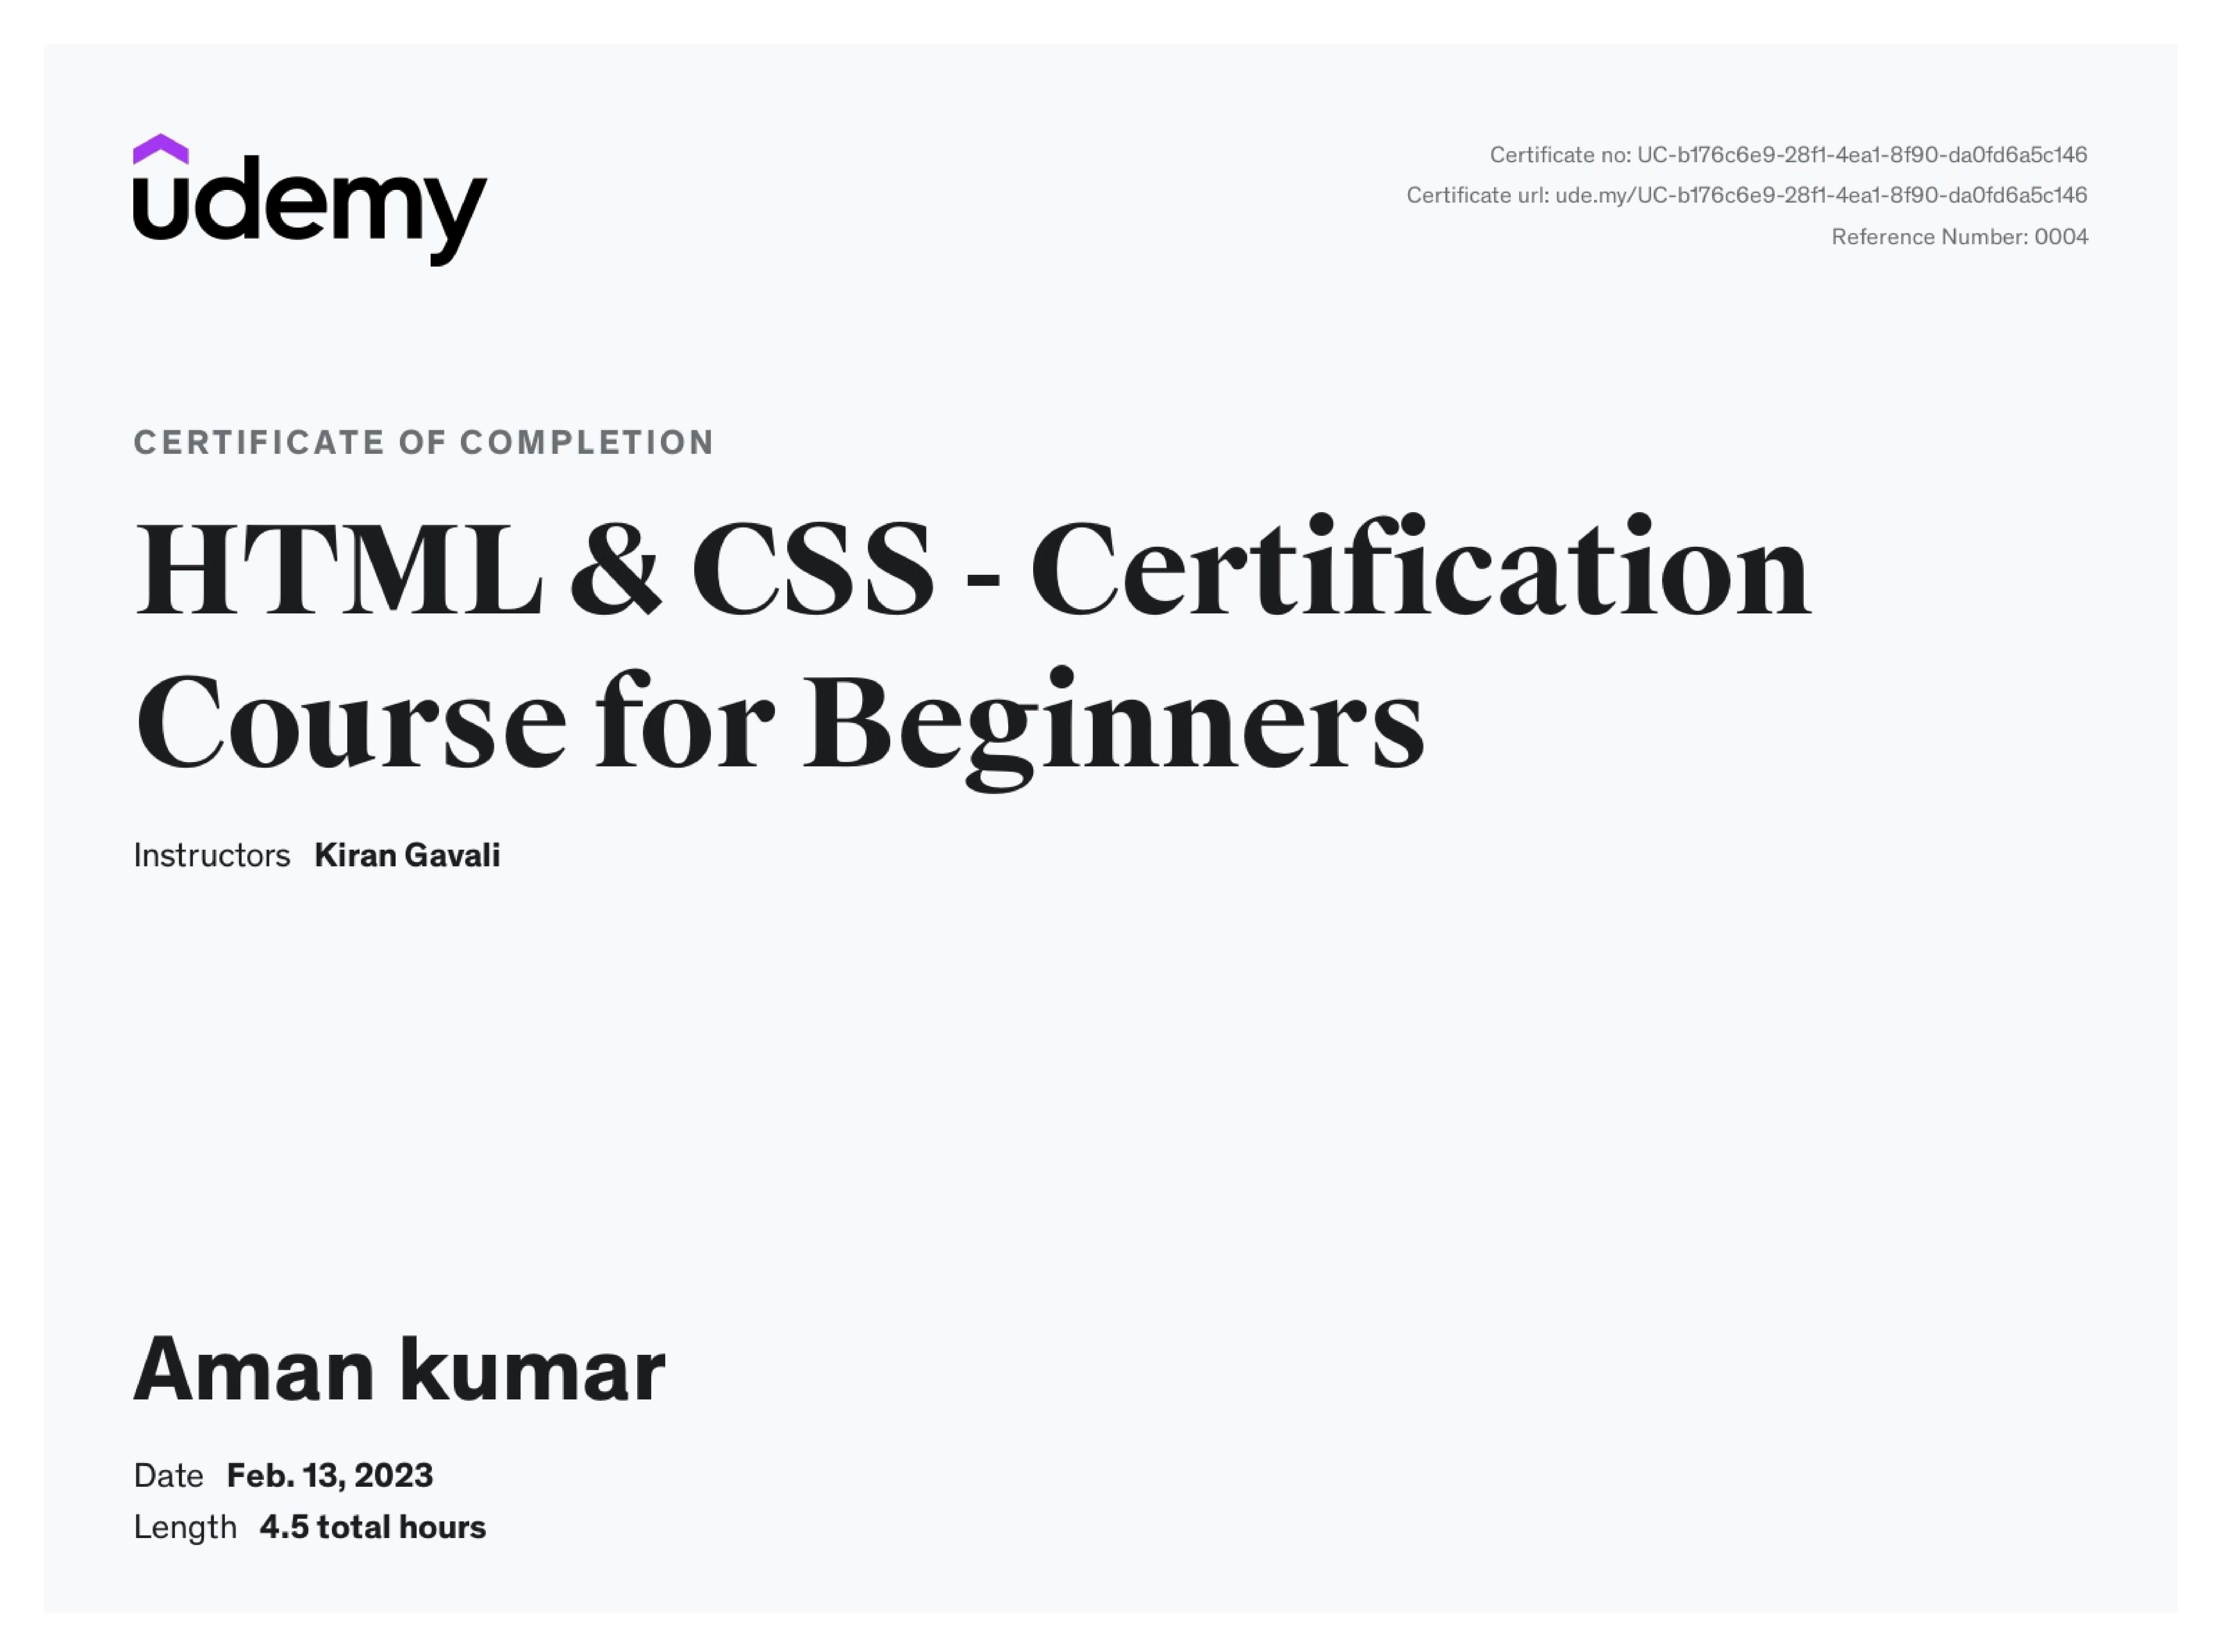 udemy
Certificate no: UC-b176c6e9-28f1-4ea1-8f90-da0fd6a5c146
Certificate url: ude.my/UC-b176c6e9-28f1-4ea1-8f90-da0fd6a5c146
Reference Number: 0004
CERTIFICATE OF COMPLETION
HTML & CSS - Certification
Course for Beginners
Instructors Kiran Gavali
Aman kumar
Date Feb. 13, 2023
Length 4.5 total hours